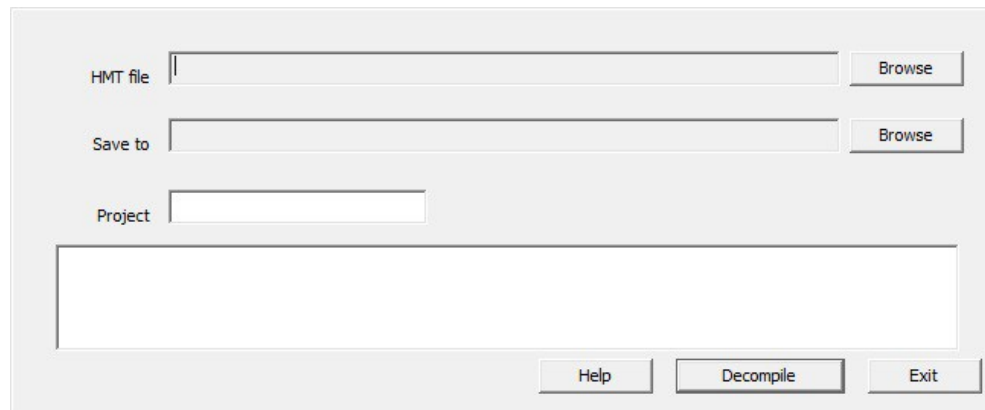 HMT file Browse
Save to Browse
Project
Help Decompile Exit